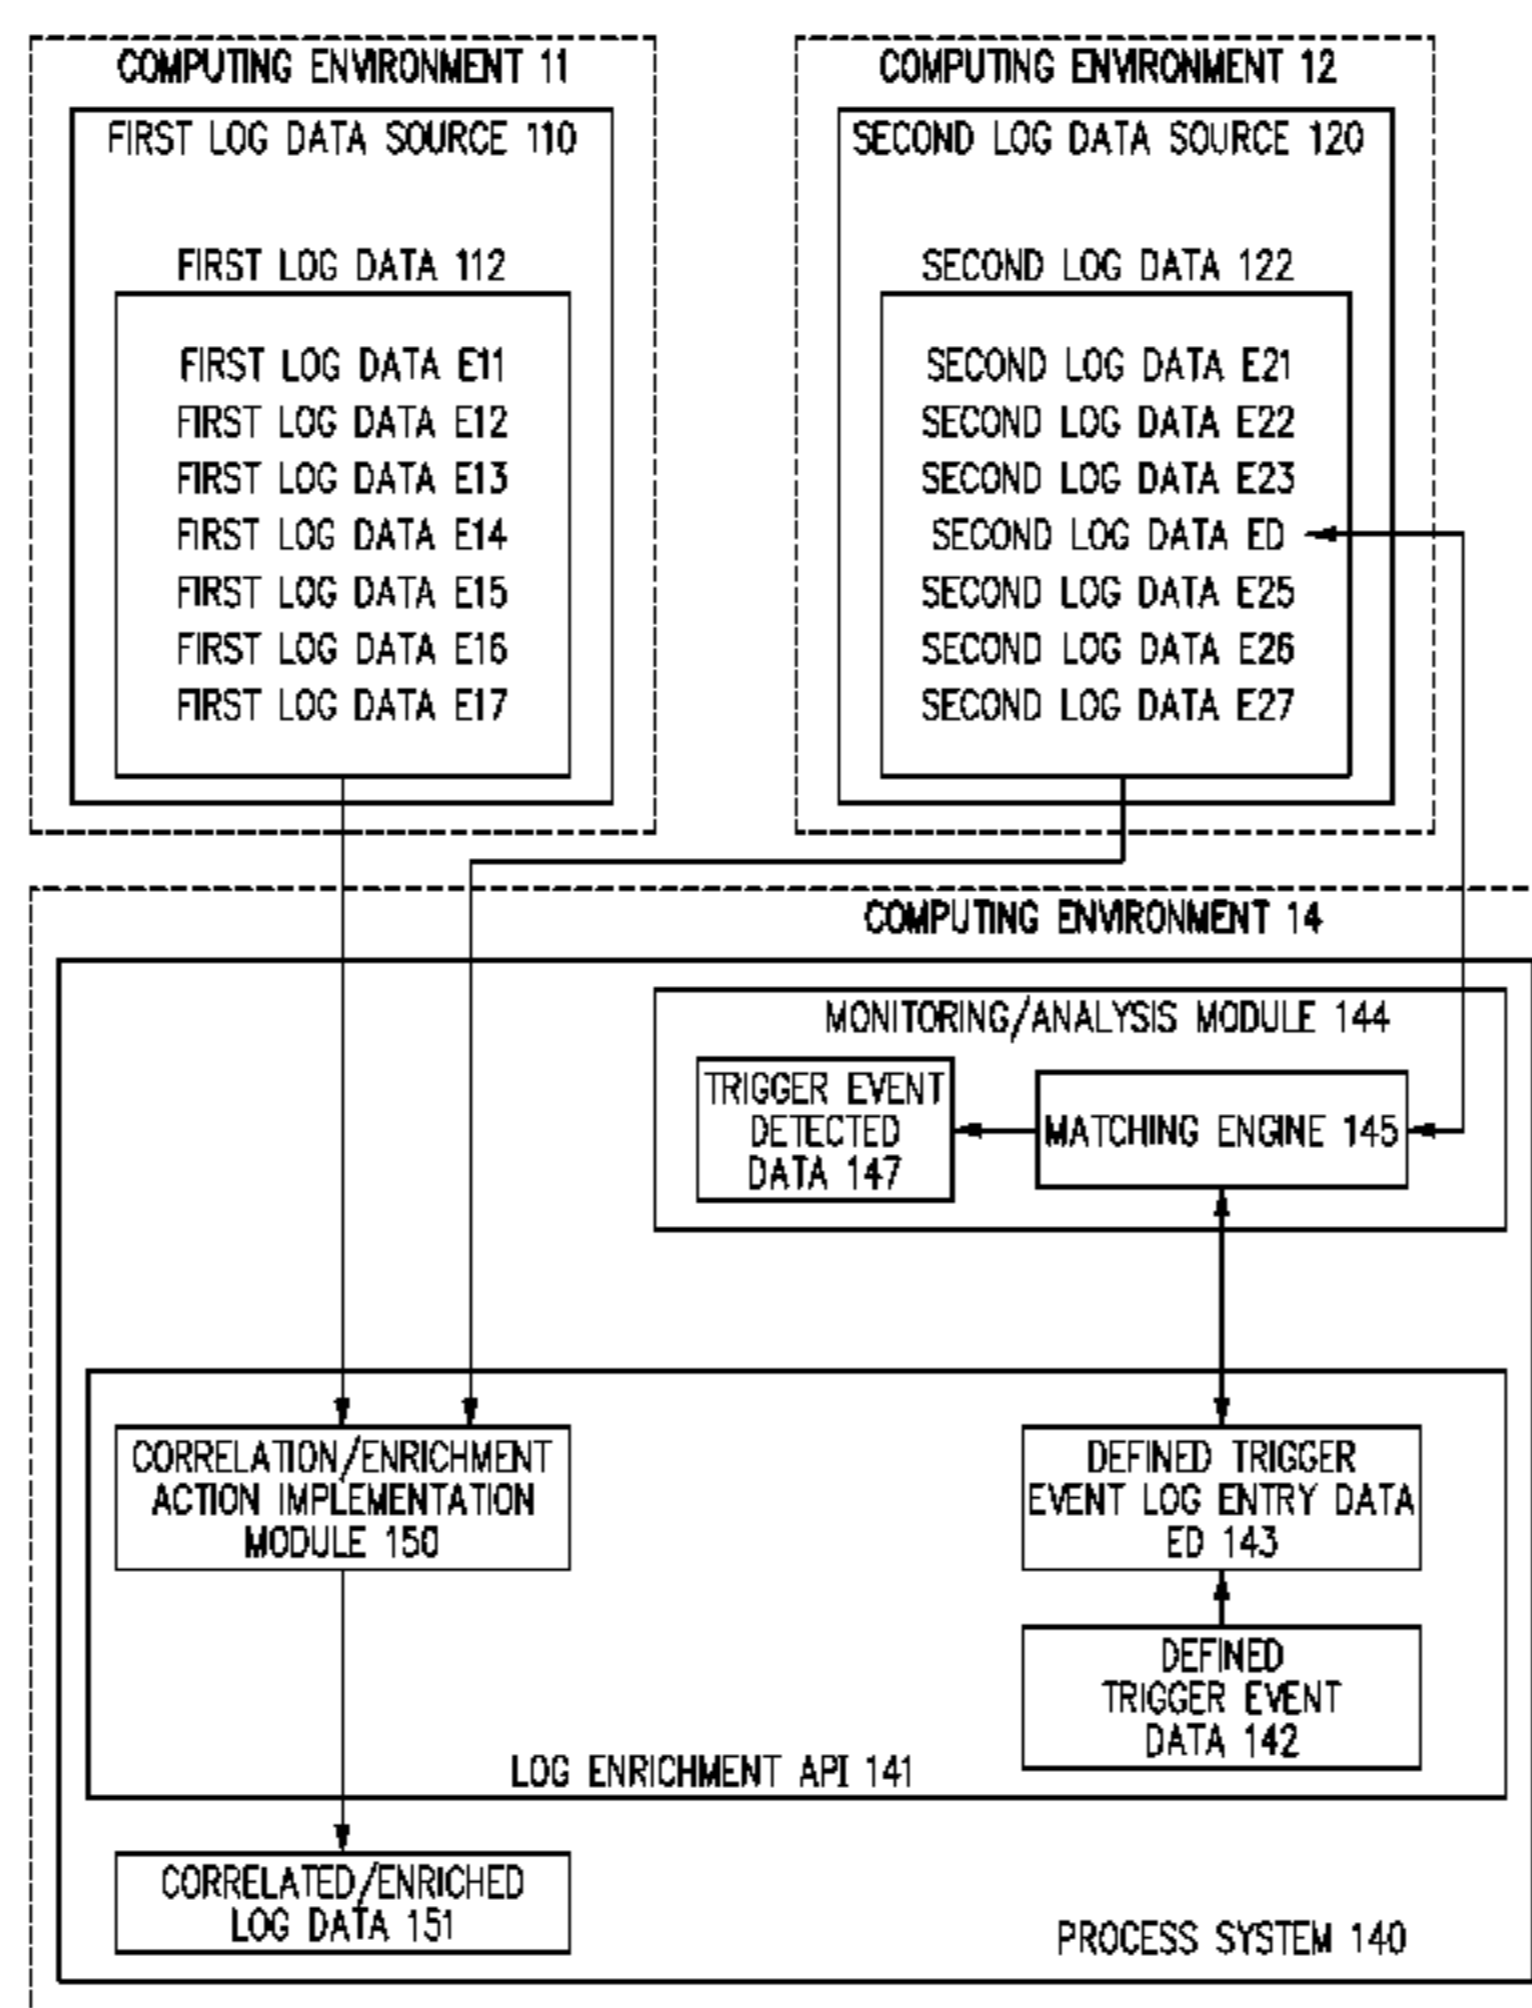 COMPUTING ENVIRONMENT 11
FIRST LOG DATA SOURCE 110
FIRST LOG DATA 112
FIRST LOG DATA E11
FIRST LOG DATA E12
FIRST LOG DATA E13
FIRST LOG DATA E14
FIRST LOG DATA E15
FIRST LOG DATA E16
FIRST LOG DATA E17
COMPUTING ENVIRONMENT 12
SECOND LOG DATA SOURCE 120
SECOND LOG DATA 122
SECOND LOG DATA E21
SECOND LOG DATA E22
SECOND LOG DATA E23
SECOND LOG DATA ED
SECOND LOG DATA E25
SECOND LOG DATA E26
SECOND LOG DATA E27
COMPUTING ENVIRONMENT 14
MONITORING/ANALYSIS MODULE 144
TRIGGER EVENT
DETECTED
DATA 147
MATCHING ENGINE 145
CORRELATION/ENRICHMENT
ACTION IMPLEMENTATION
MODULE 150
DEFINED TRIGGER
EVENT LOG ENTRY DATA
ED 143
DEFINED
TRIGGER EVENT
DATA 142
LOG ENRICHMENT API 141
CORRELATED/ENRICHED
LOG DATA 151
PROCESS SYSTEM 140